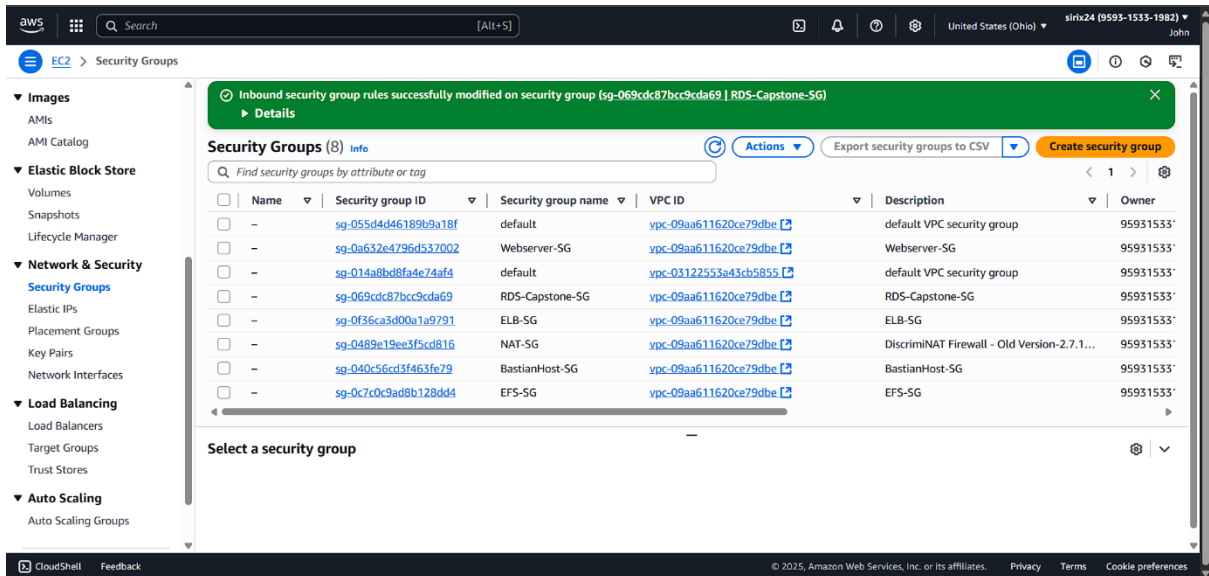 aws
Search
[Alt+S]
United States (Ohio)
sirix24 (9593-1533-1982)
John
EC2 > Security Groups
Images
AMIs
AMI Catalog
Elastic Block Store
Volumes
Snapshots
Lifecycle Manager
Network & Security
Security Groups
Elastic IPs
Placement Groups
Key Pairs
Network Interfaces
Load Balancing
Load Balancers
Target Groups
Trust Stores
Auto Scaling
Auto Scaling Groups
Inbound security group rules successfully modified on security group (sg-069cdc87bcc9cda69 | RDS-Capstone-SG)
Details
Security Groups (8) Info
Actions
Export security groups to CSV
Create security group
Find security groups by attribute or tag
< 1 >
Name Security group ID Security group name VPC ID Description Owner
– sg-055d4d46189b9a18f default vpc-09aa611620ce79dbe default VPC security group 95931533
– sg-0a632e4796d537002 Webserver-SG vpc-09aa611620ce79dbe Webserver-SG 95931533
– sg-014a8bd8fa4e74af4 default vpc-03122553a43cb5855 default VPC security group 95931533
– sg-069cdc87bcc9cda69 RDS-Capstone-SG vpc-09aa611620ce79dbe RDS-Capstone-SG 95931533
– sg-0f36ca3d00a1a9791 ELB-SG vpc-09aa611620ce79dbe ELB-SG 95931533
– sg-0489e19ee3f5cd816 NAT-SG vpc-09aa611620ce79dbe DiscrimiNAT Firewall - Old Version-2.7.1... 95931533
– sg-040c56cd3f463fe79 BastianHost-SG vpc-09aa611620ce79dbe BastianHost-SG 95931533
– sg-0c7c0c9ad8b128dd4 EFS-SG vpc-09aa611620ce79dbe EFS-SG 95931533
Select a security group
CloudShell Feedback
© 2025, Amazon Web Services, Inc. or its affiliates. Privacy Terms Cookie preferences